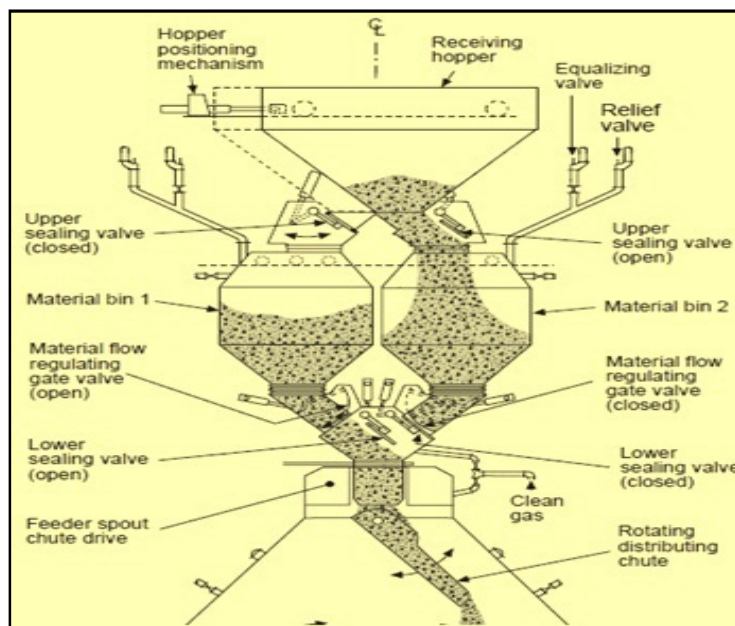 Hopper
positioning
mechanism
℄
Receiving
hopper
Equalizing
valve
Relief
valve
Upper
sealing valve
(closed)
Upper
sealing valve
(open)
Material bin 1
Material bin 2
Material flow
regulating
gate valve
(open)
Material flow
regulating
gate valve
(closed)
Lower
sealing valve
(open)
Lower
sealing valve
(closed)
Clean
gas
Feeder spout
chute drive
Rotating
distributing
chute